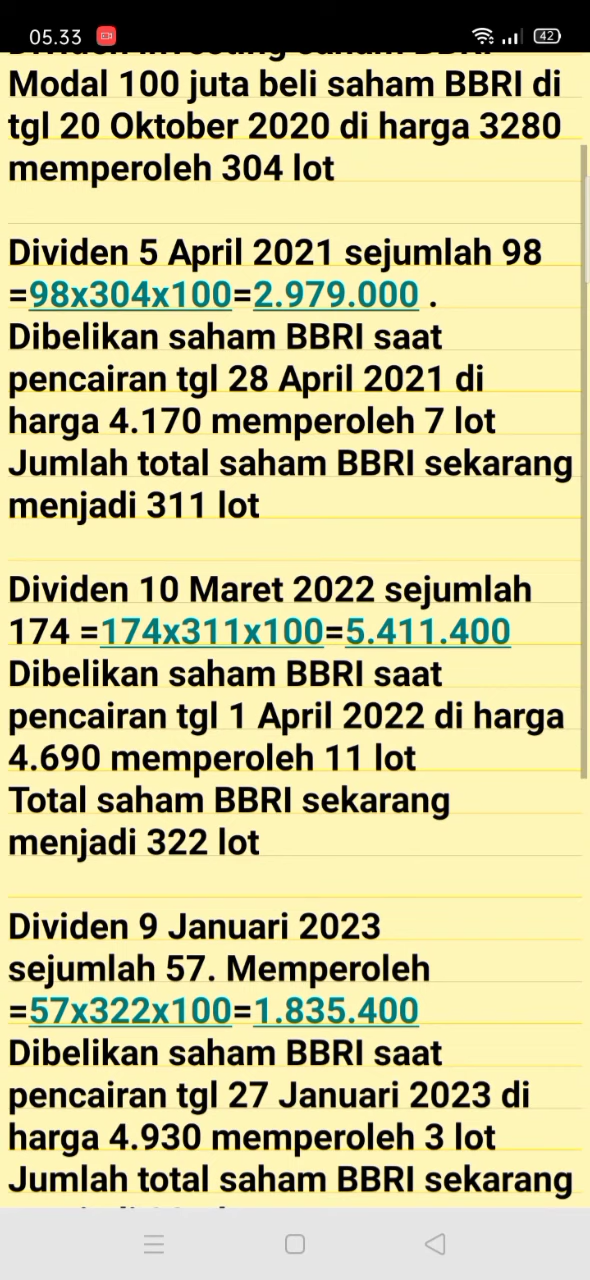 05.33
42
Modal 100 juta beli saham BBRI di
tgl 20 Oktober 2020 di harga 3280
memperoleh 304 lot
Dividen 5 April 2021 sejumlah 98
=98x304x100=2.979.000 .
Dibelikan saham BBRI saat
pencairan tgl 28 April 2021 di
harga 4.170 memperoleh 7 lot
Jumlah total saham BBRI sekarang
menjadi 311 lot
Dividen 10 Maret 2022 sejumlah
174 =174x311x100=5.411.400
Dibelikan saham BBRI saat
pencairan tgl 1 April 2022 di harga
4.690 memperoleh 11 lot
Total saham BBRI sekarang
menjadi 322 lot
Dividen 9 Januari 2023
sejumlah 57. Memperoleh
=57x322x100=1.835.400
Dibelikan saham BBRI saat
pencairan tgl 27 Januari 2023 di
harga 4.930 memperoleh 3 lot
Jumlah total saham BBRI sekarang